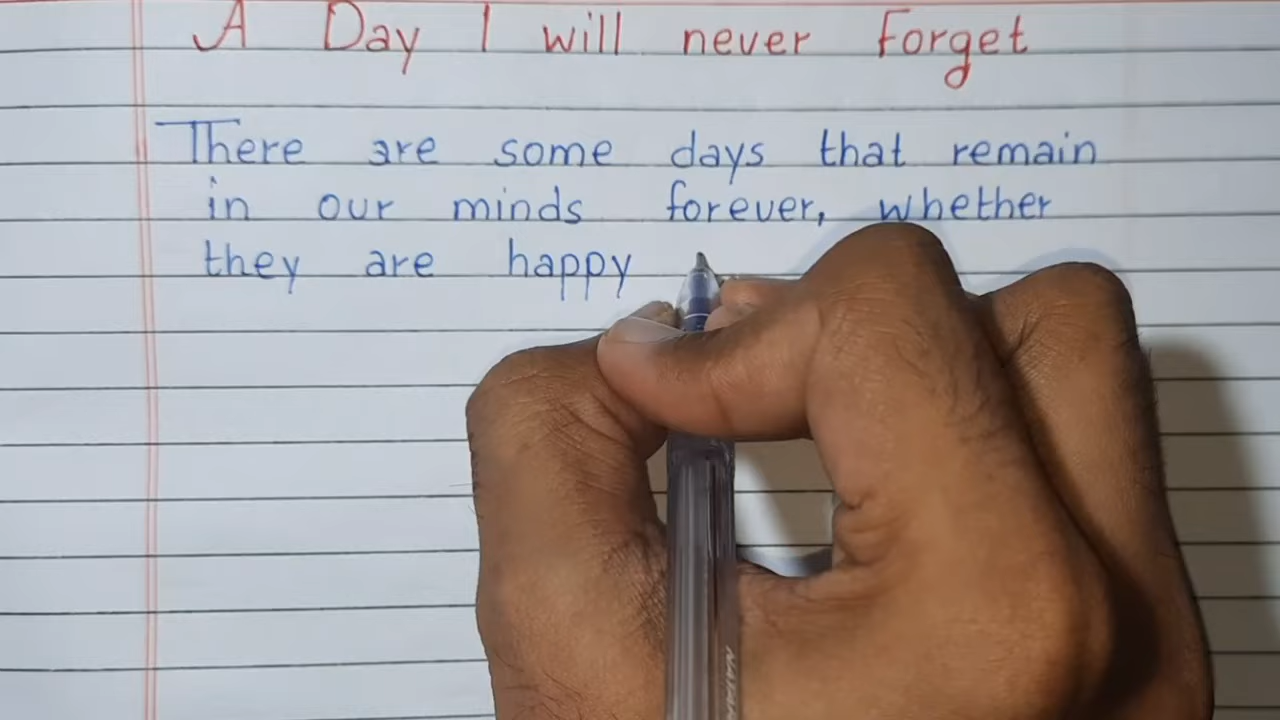 A Day I will never Forget
There are some days that remain
in our minds forever, whether
they are happy